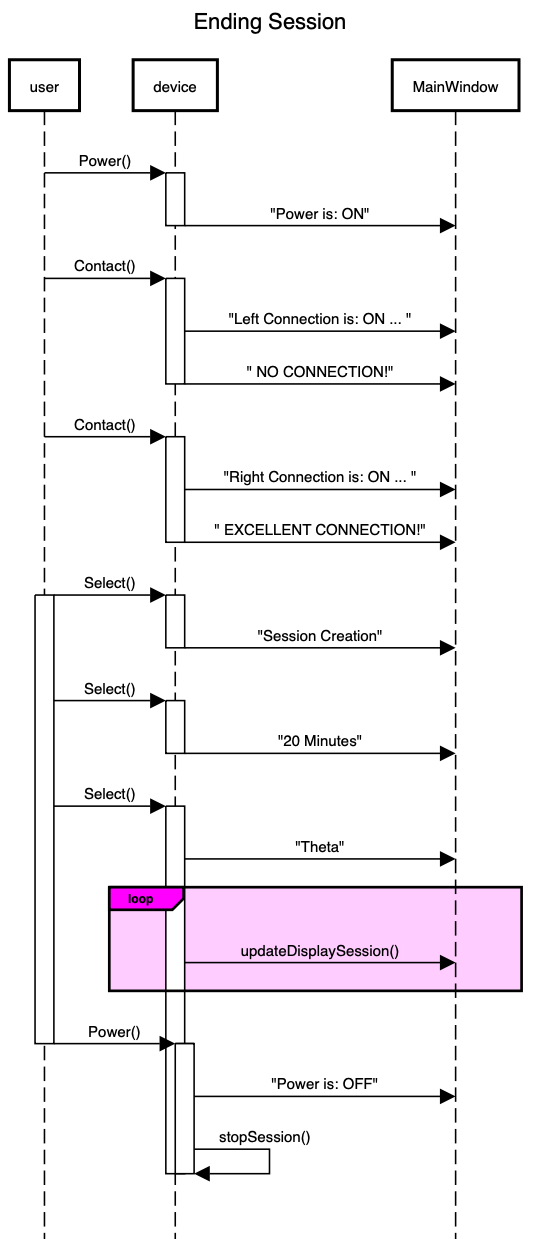 Ending Session
user
device
MainWindow
Power()
"Power is: ON"
Contact()
"Left Connection is: ON ... "
" NO CONNECTION!"
Contact()
"Right Connection is: ON ... "
" EXCELLENT CONNECTION!"
Select()
"Session Creation"
Select()
"20 Minutes"
Select()
"Theta"
loop
updateDisplaySession()
Power()
"Power is: OFF"
stopSession()